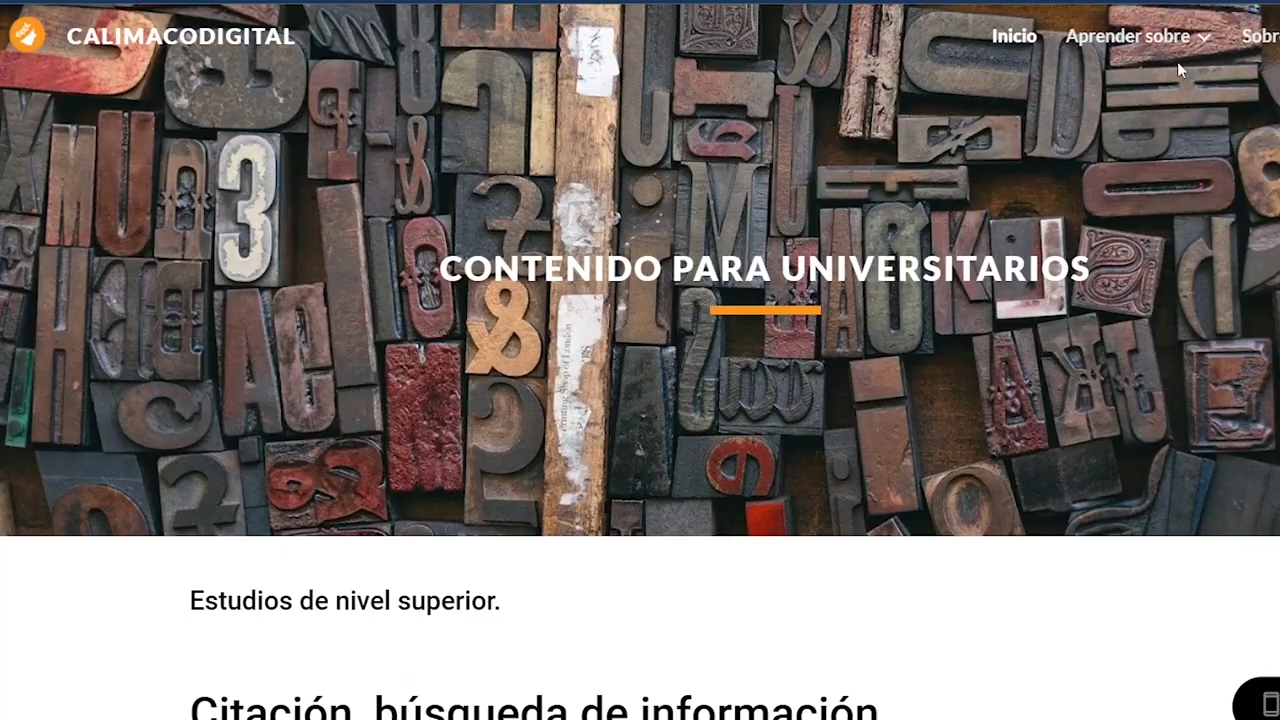 CALIMACODIGITAL
Inicio
Aprender sobre
CONTENIDO PARA UNIVERSITARIOS
Estudios de nivel superior.
Citación, búsqueda de información